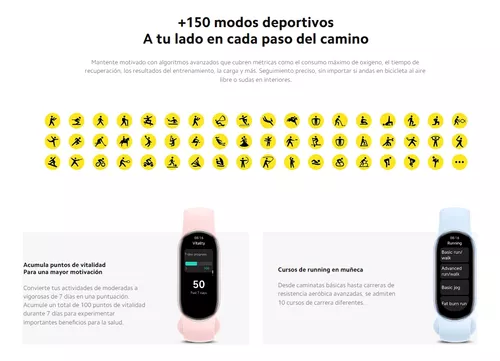 +150 modos deportivos
A tu lado en cada paso del camino
Mantente motivado con algoritmos avanzados que cubren métricas como el consumo máximo de oxígeno, el tiempo de
recuperación, los resultados del entrenamiento, la carga y más. Seguimiento preciso, sin importar si andas en bicicleta al aire
libre o sudas en interiores.
Acumula puntos de vitalidad
Para una mayor motivación
Convierte tus actividades de moderadas a
vigorosas de 7 días en una puntuación.
Acumule un total de 100 puntos de vitalidad
durante 7 días para experimentar
importantes beneficios para la salud.
Vitality
50
Cursos de running en muñeca
Desde caminatas básicas hasta carreras de
resistencia aeróbica avanzadas, se admiten
10 cursos de carrera diferentes.
Running
Basic run/
walk
Advanced
run/walk
Basic jog
Fat burn run